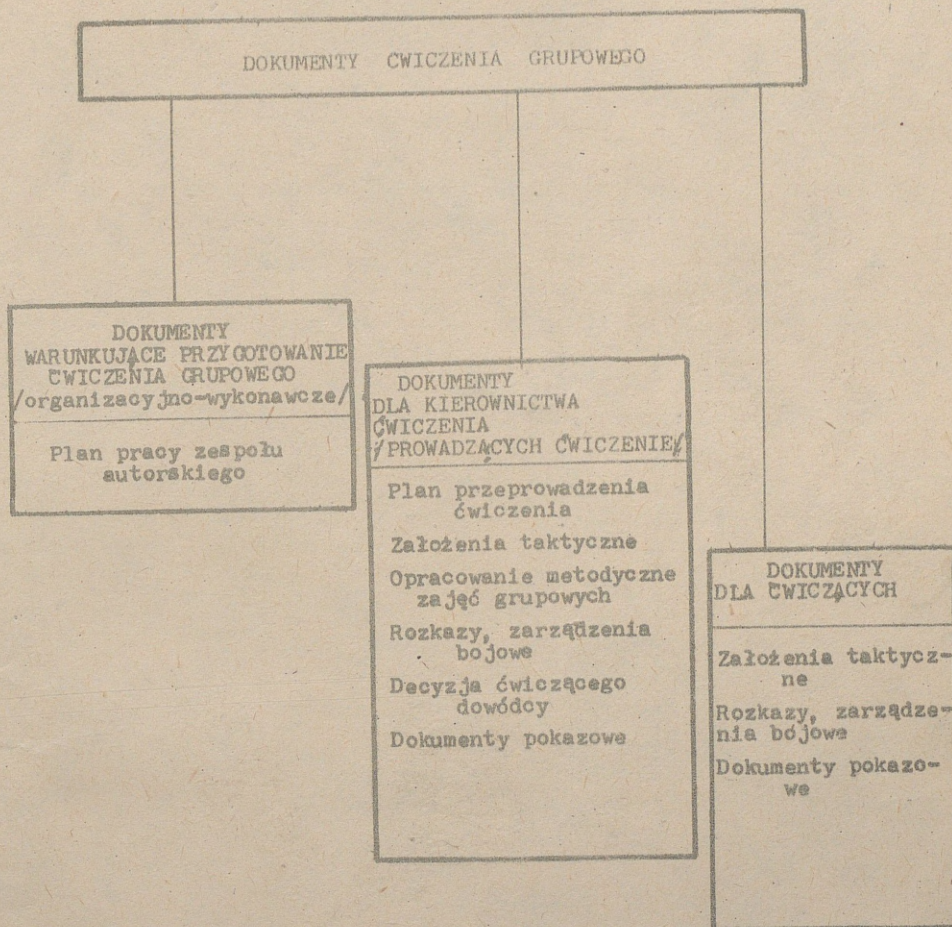 DOKUMENTY ĆWICZENIA GRUPOWEGO
DOKUMENTY
WARUNKUJĄCE PRZYGOTOWANIE
ĆWICZENIA GRUPOWEGO
/organizacyjno-wykonawcze/
Plan pracy zespołu
autorskiego
DOKUMENTY
DLA KIEROWNICTWA
ĆWICZENIA
/PROWADZĄCYCH ĆWICZENIE/
Plan przeprowadzenia
ćwiczenia
Założenia taktyczne
Opracowanie metodyczne
zajęć grupowych
Rozkazy, zarządzenia
bojowe
Decyzja ćwiczącego
dowódcy
Dokumenty pokazowe
DOKUMENTY
DLA ĆWICZĄCYCH
Założenia taktycz-
ne
Rozkazy, zarządze-
nia bojowe
Dokumenty pokazo-
we